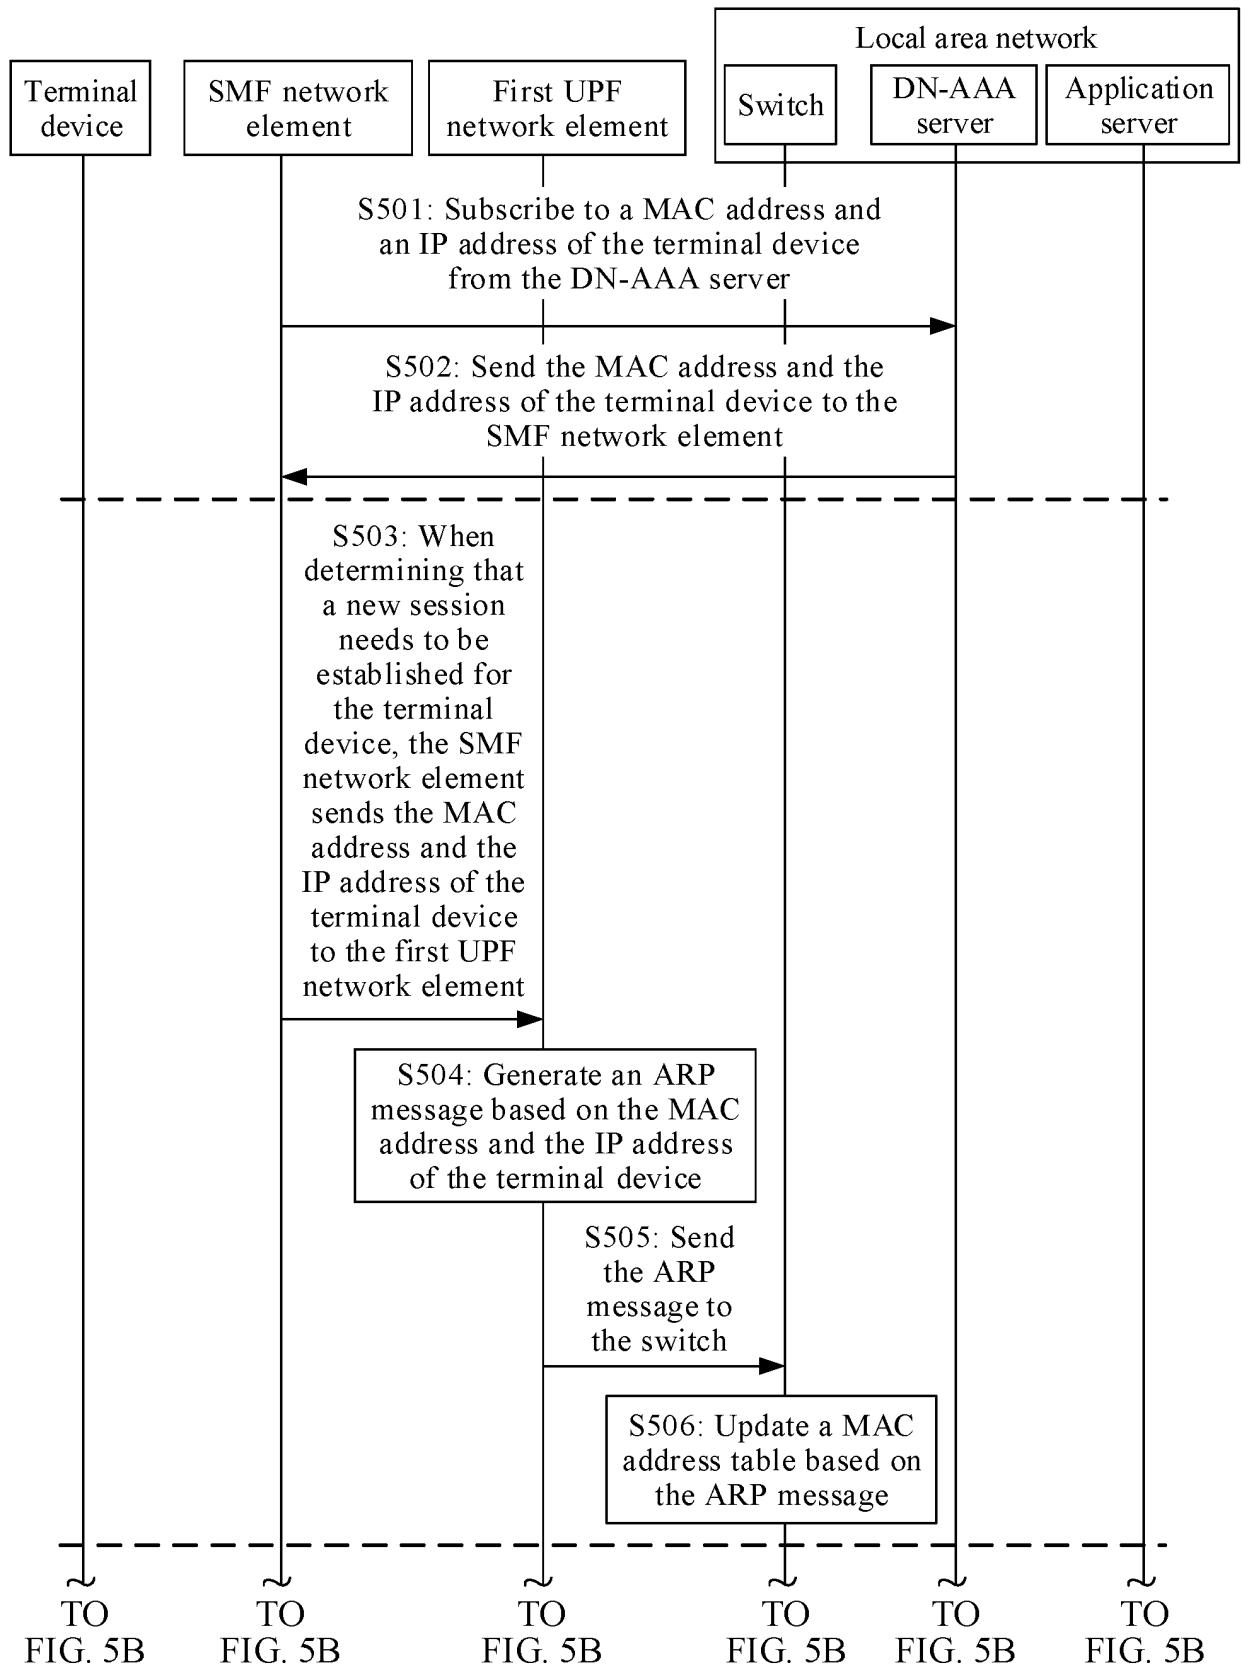 Local area network
Terminal
device
SMF network
element
First UPF
network element
Switch
DN-AAA
server
Application
server
S501: Subscribe to a MAC address and
an IP address of the terminal device
from the DN-AAA server
S502: Send the MAC address and the
IP address of the terminal device to the
SMF network element
S503: When
determining that
a new session
needs to be
established for
the terminal
device, the SMF
network element
sends the MAC
address and the
IP address of the
terminal device
to the first UPF
network element
S504: Generate an ARP
message based on the MAC
address and the IP address
of the terminal device
S505: Send
the ARP
message to
the switch
S506: Update a MAC
address table based on
the ARP message
TO
FIG. 5B
TO
FIG. 5B
TO
FIG. 5B
TO
FIG. 5B
TO
FIG. 5B
TO
FIG. 5B